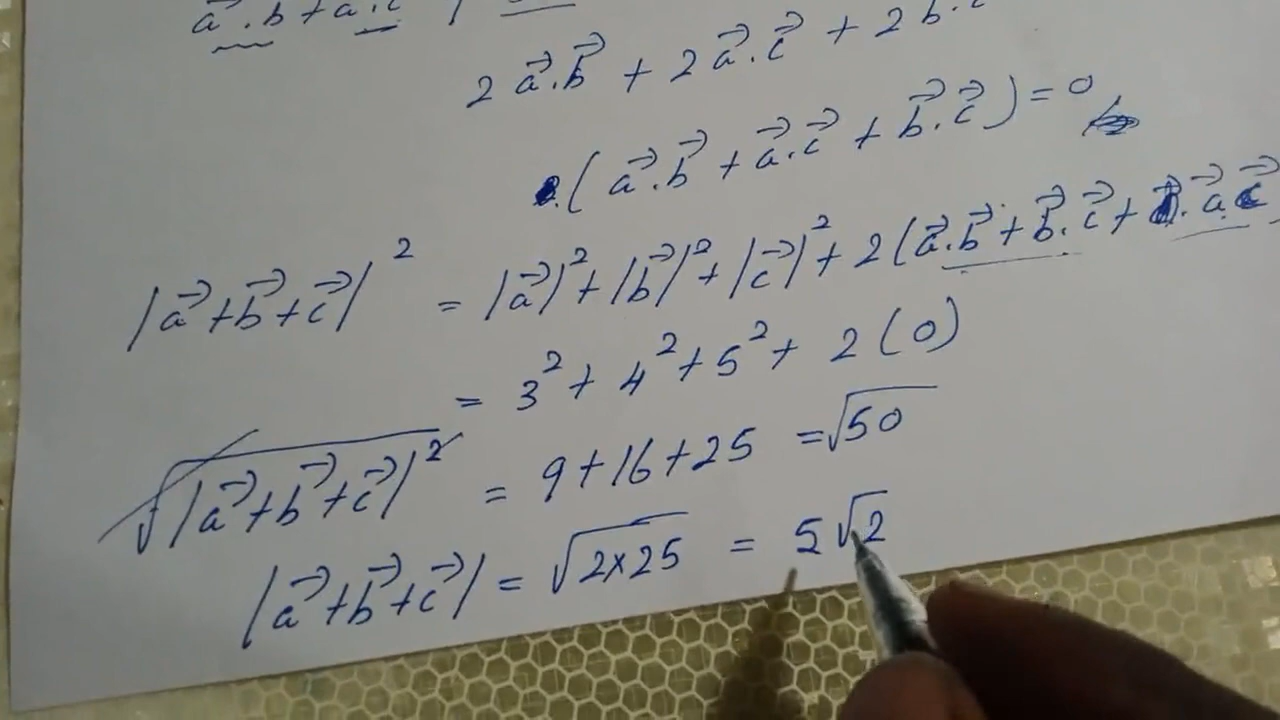 a⃗.b + a.c
2 a⃗.b⃗ + 2 a⃗.c⃗ + 2 b.c
( a⃗.b⃗ + a⃗.c⃗ + b⃗.c⃗ ) = 0
|a⃗+b⃗+c⃗|² = |a⃗|²+|b⃗|²+|c⃗|²+ 2(a⃗.b⃗+b⃗.c⃗+ a⃗.c⃗
= 3²+ 4²+5²+ 2(0)
√|a⃗+b⃗+c⃗|² = 9+16+25 =√50
|a⃗+b⃗+c⃗| = √2×25 = 5√2